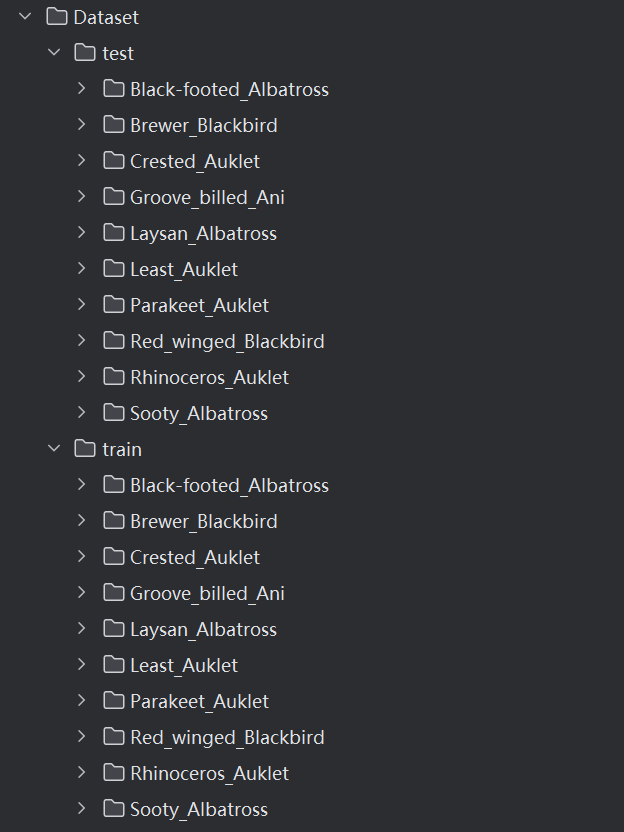 Dataset
test
Black-footed_Albatross
Brewer_Blackbird
Crested_Auklet
Groove_billed_Ani
Laysan_Albatross
Least_Auklet
Parakeet_Auklet
Red_winged_Blackbird
Rhinoceros_Auklet
Sooty_Albatross
train
Black-footed_Albatross
Brewer_Blackbird
Crested_Auklet
Groove_billed_Ani
Laysan_Albatross
Least_Auklet
Parakeet_Auklet
Red_winged_Blackbird
Rhinoceros_Auklet
Sooty_Albatross